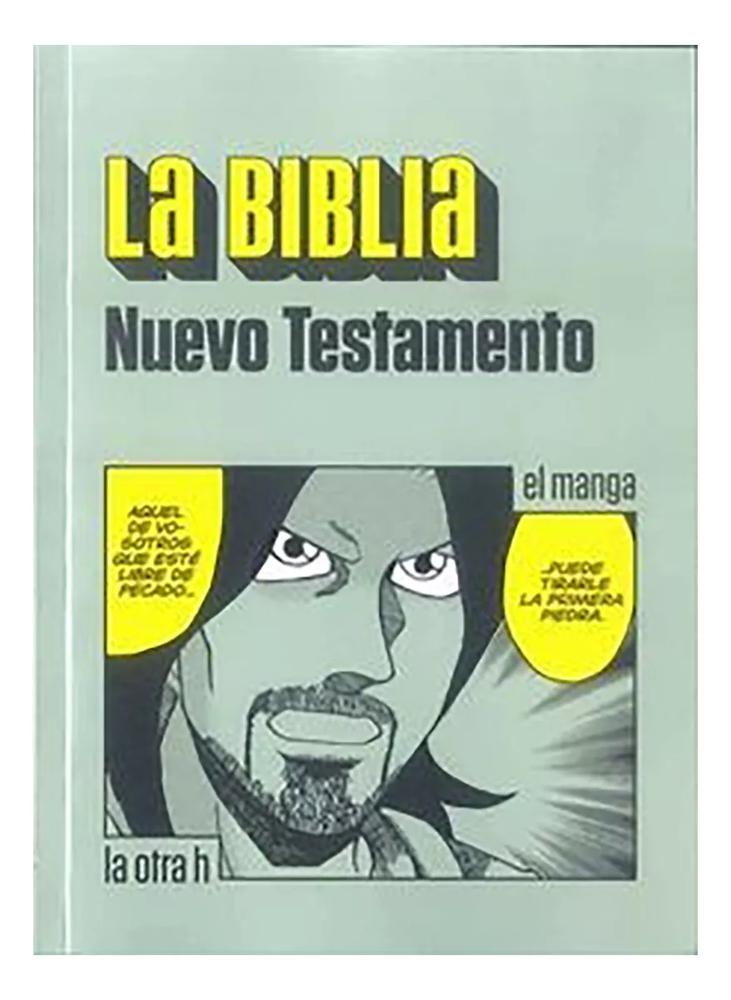 La BIBLIa
Nuevo Testamento
el manga
AQUEL
DE VO-
SOTROS
QUE ESTÉ
LIBRE DE
PECADO...
...PUEDE
TIRARLE
LA PRIMERA
PIEDRA.
la otra h